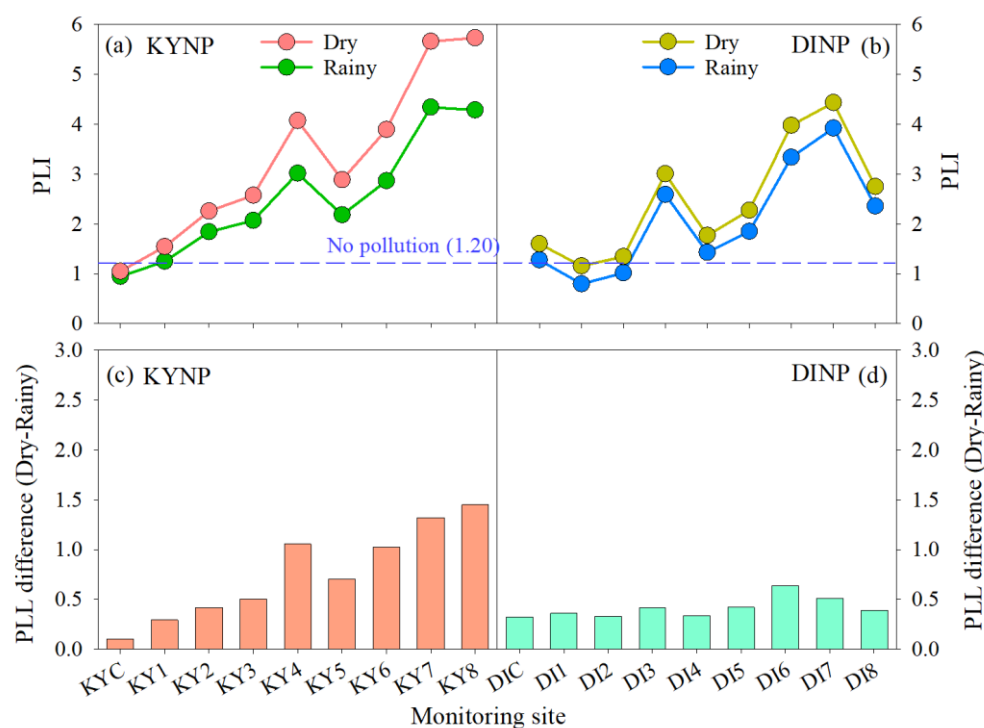 (a) KYNP
Dry
Rainy
6
5
4
3
2
1
0
PLI
No pollution (1.20)
Dry
Rainy
DINP (b)
6
5
4
3
2
1
0
PLI
(c) KYNP
3.0
2.5
2.0
1.5
1.0
0.5
0.0
PLL difference (Dry-Rainy)
DINP (d)
3.0
2.5
2.0
1.5
1.0
0.5
0.0
PLL difference (Dry-Rainy)
KYC KY1 KY2 KY3 KY4 KY5 KY6 KY7 KY8 DIC DI1 DI2 DI3 DI4 DI5 DI6 DI7 DI8
Monitoring site